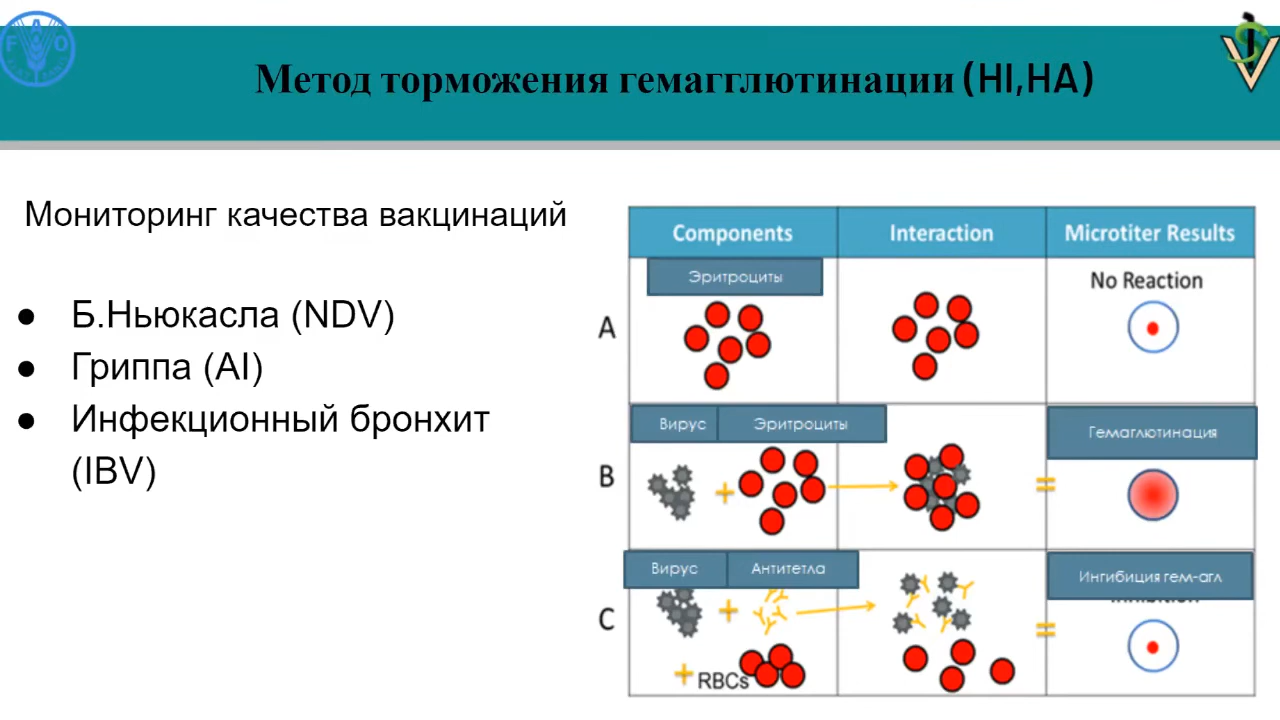 Метод торможения гемагглютинации (HI,HA)
Мониторинг качества вакцинаций
● Б.Ньюкасла (NDV)
● Гриппа (AI)
● Инфекционный бронхит
(IBV)
Components Interaction Microtiter Results
Эритроциты
No Reaction
A
Вирус Эритроциты
Гемаглютинация
B
Вирус Антитетла
Ингибиция гем-агл
C
RBCs